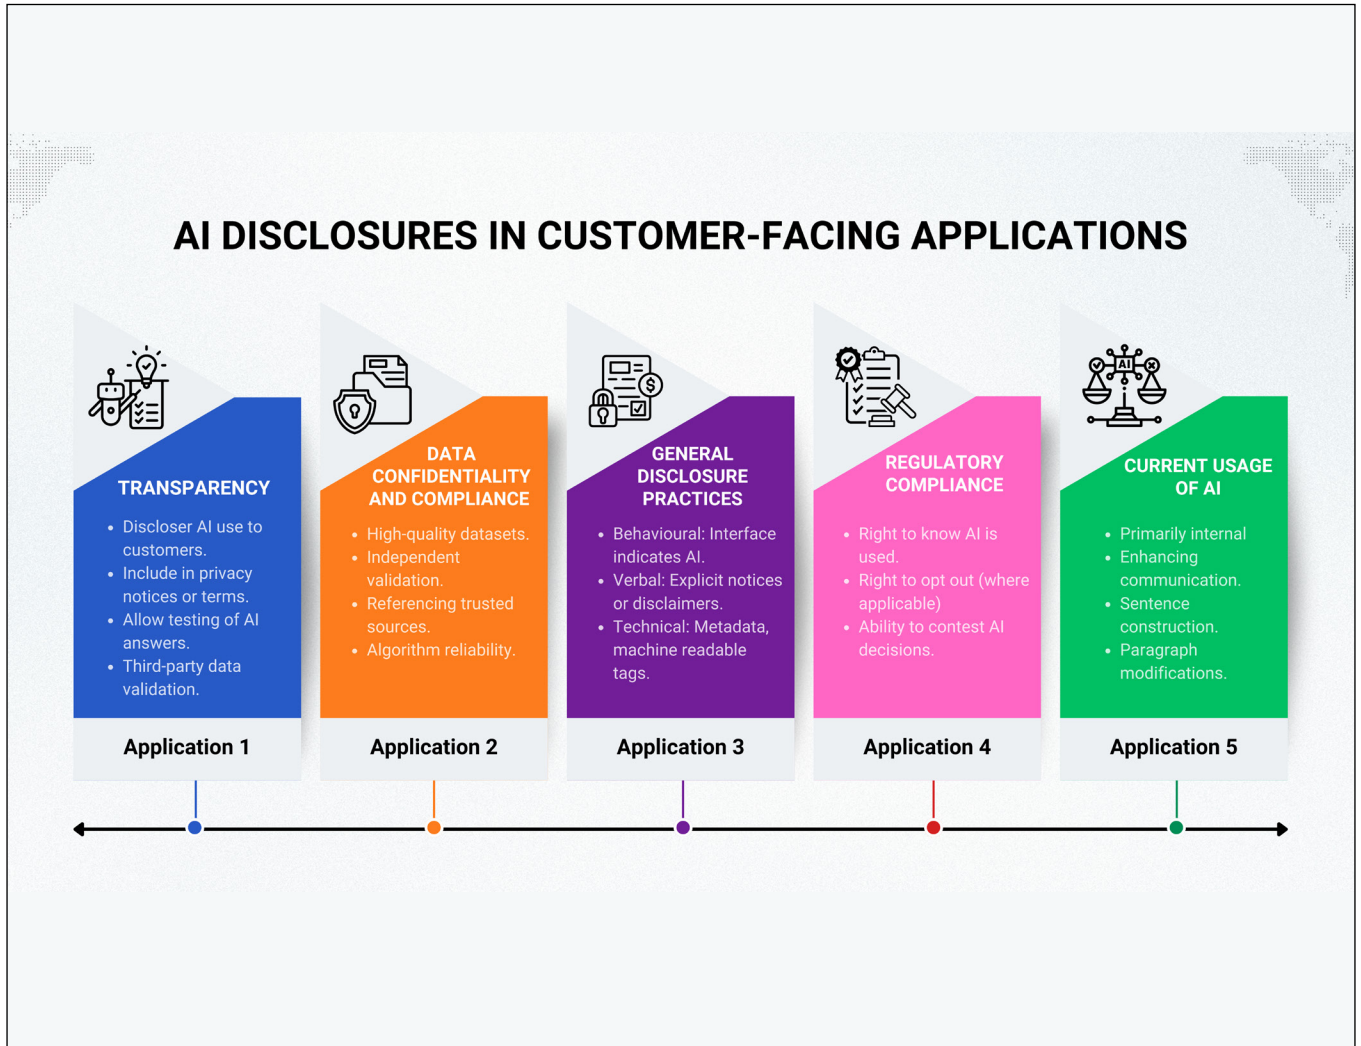 AI DISCLOSURES IN CUSTOMER-FACING APPLICATIONS
AI
TRANSPARENCY
• Discloser AI use to
customers.
• Include in privacy
notices or terms.
• Allow testing of AI
answers.
• Third-party data
validation.
Application 1
DATA
CONFIDENTIALITY
AND COMPLIANCE
• High-quality datasets.
• Independent
validation.
• Referencing trusted
sources.
• Algorithm reliability.
Application 2
$
GENERAL
DISCLOSURE
PRACTICES
• Behavioural: Interface
indicates AI.
• Verbal: Explicit notices
or disclaimers.
• Technical: Metadata,
machine readable
tags.
Application 3
REGULATORY
COMPLIANCE
• Right to know AI is
used.
• Right to opt out (where
applicable)
• Ability to contest AI
decisions.
Application 4
CURRENT USAGE
OF AI
• Primarily internal
• Enhancing
communication.
• Sentence
construction.
• Paragraph
modifications.
Application 5